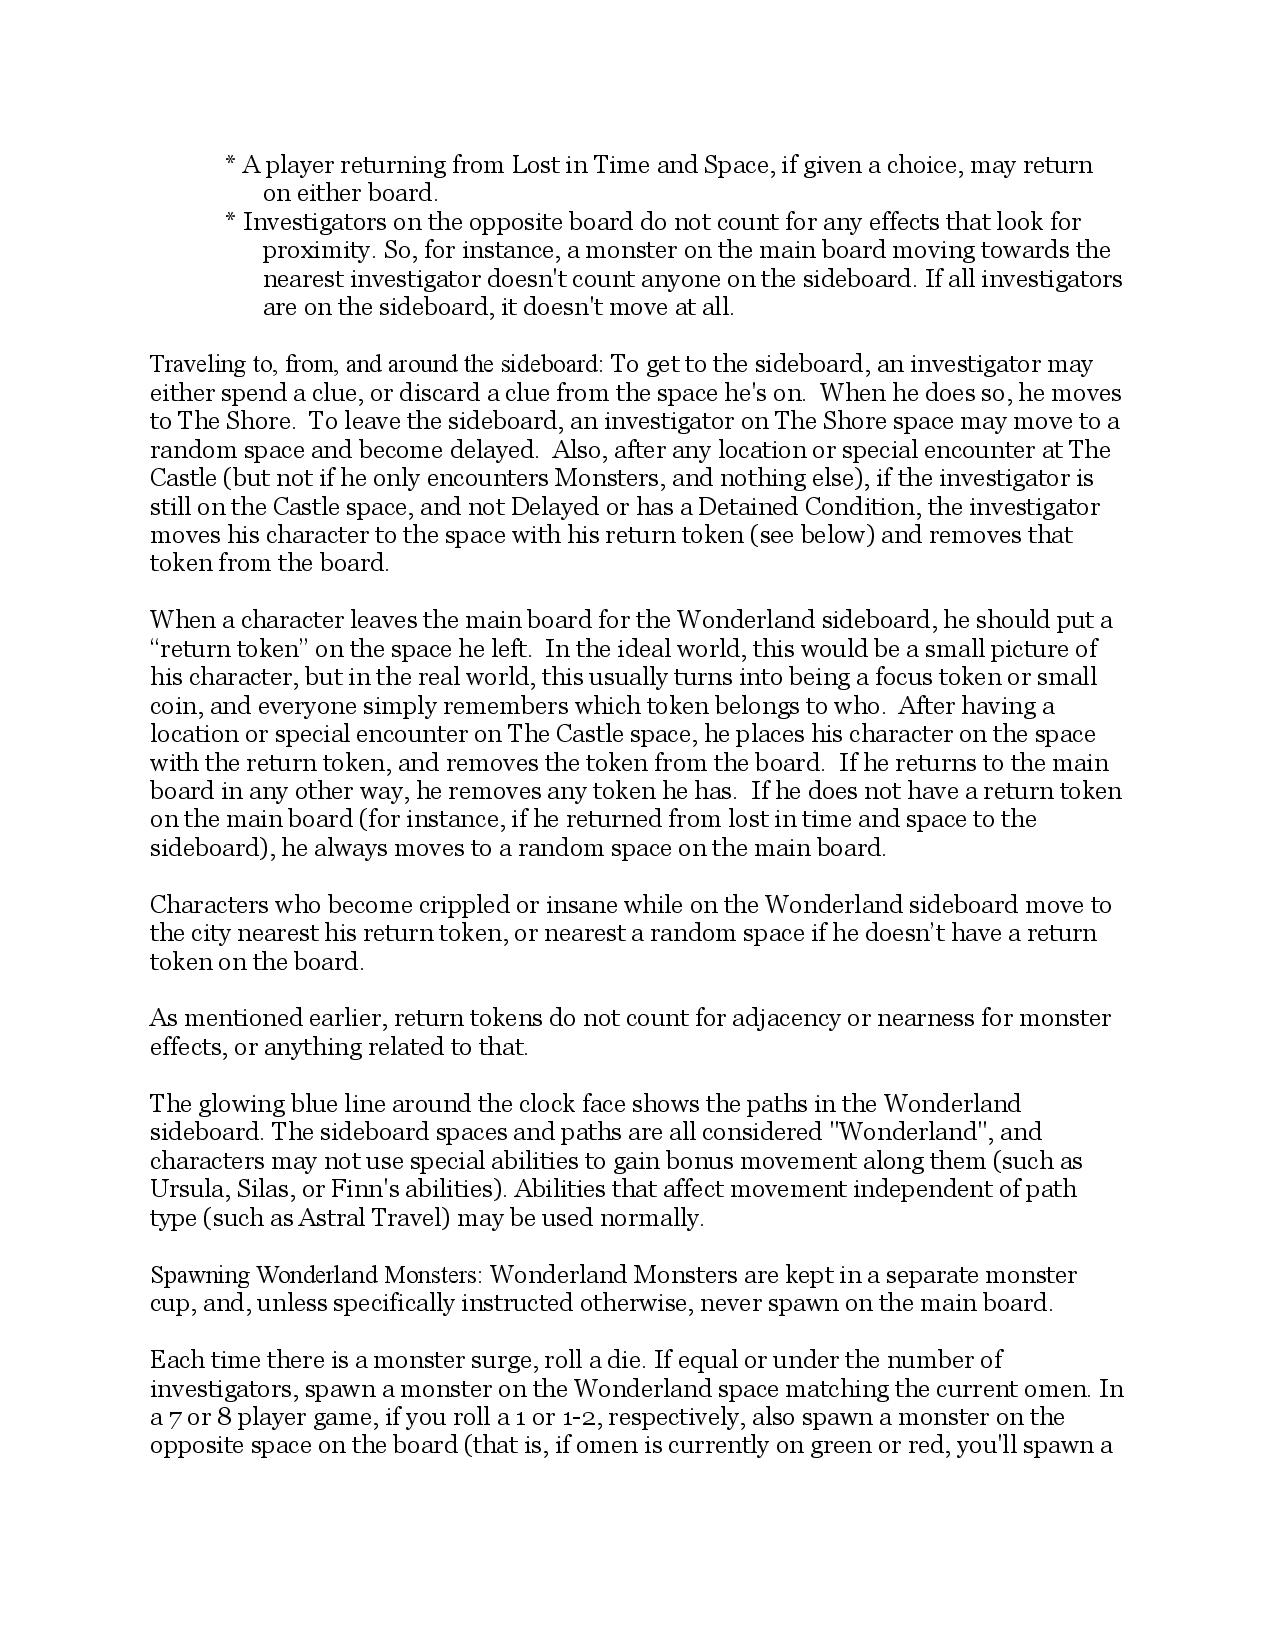 * A player returning from Lost in Time and Space, if given a choice, may return
on either board.
* Investigators on the opposite board do not count for any effects that look for
proximity. So, for instance, a monster on the main board moving towards the
nearest investigator doesn't count anyone on the sideboard. If all investigators
are on the sideboard, it doesn't move at all.
Traveling to, from, and around the sideboard: To get to the sideboard, an investigator may
either spend a clue, or discard a clue from the space he's on.  When he does so, he moves
to The Shore.  To leave the sideboard, an investigator on The Shore space may move to a
random space and become delayed.  Also, after any location or special encounter at The
Castle (but not if he only encounters Monsters, and nothing else), if the investigator is
still on the Castle space, and not Delayed or has a Detained Condition, the investigator
moves his character to the space with his return token (see below) and removes that
token from the board.
When a character leaves the main board for the Wonderland sideboard, he should put a
“return token” on the space he left.  In the ideal world, this would be a small picture of
his character, but in the real world, this usually turns into being a focus token or small
coin, and everyone simply remembers which token belongs to who.  After having a
location or special encounter on The Castle space, he places his character on the space
with the return token, and removes the token from the board.  If he returns to the main
board in any other way, he removes any token he has.  If he does not have a return token
on the main board (for instance, if he returned from lost in time and space to the
sideboard), he always moves to a random space on the main board.
Characters who become crippled or insane while on the Wonderland sideboard move to
the city nearest his return token, or nearest a random space if he doesn’t have a return
token on the board.
As mentioned earlier, return tokens do not count for adjacency or nearness for monster
effects, or anything related to that.
The glowing blue line around the clock face shows the paths in the Wonderland
sideboard. The sideboard spaces and paths are all considered "Wonderland", and
characters may not use special abilities to gain bonus movement along them (such as
Ursula, Silas, or Finn's abilities). Abilities that affect movement independent of path
type (such as Astral Travel) may be used normally.
Spawning Wonderland Monsters: Wonderland Monsters are kept in a separate monster
cup, and, unless specifically instructed otherwise, never spawn on the main board.
Each time there is a monster surge, roll a die. If equal or under the number of
investigators, spawn a monster on the Wonderland space matching the current omen. In
a 7 or 8 player game, if you roll a 1 or 1-2, respectively, also spawn a monster on the
opposite space on the board (that is, if omen is currently on green or red, you'll spawn a